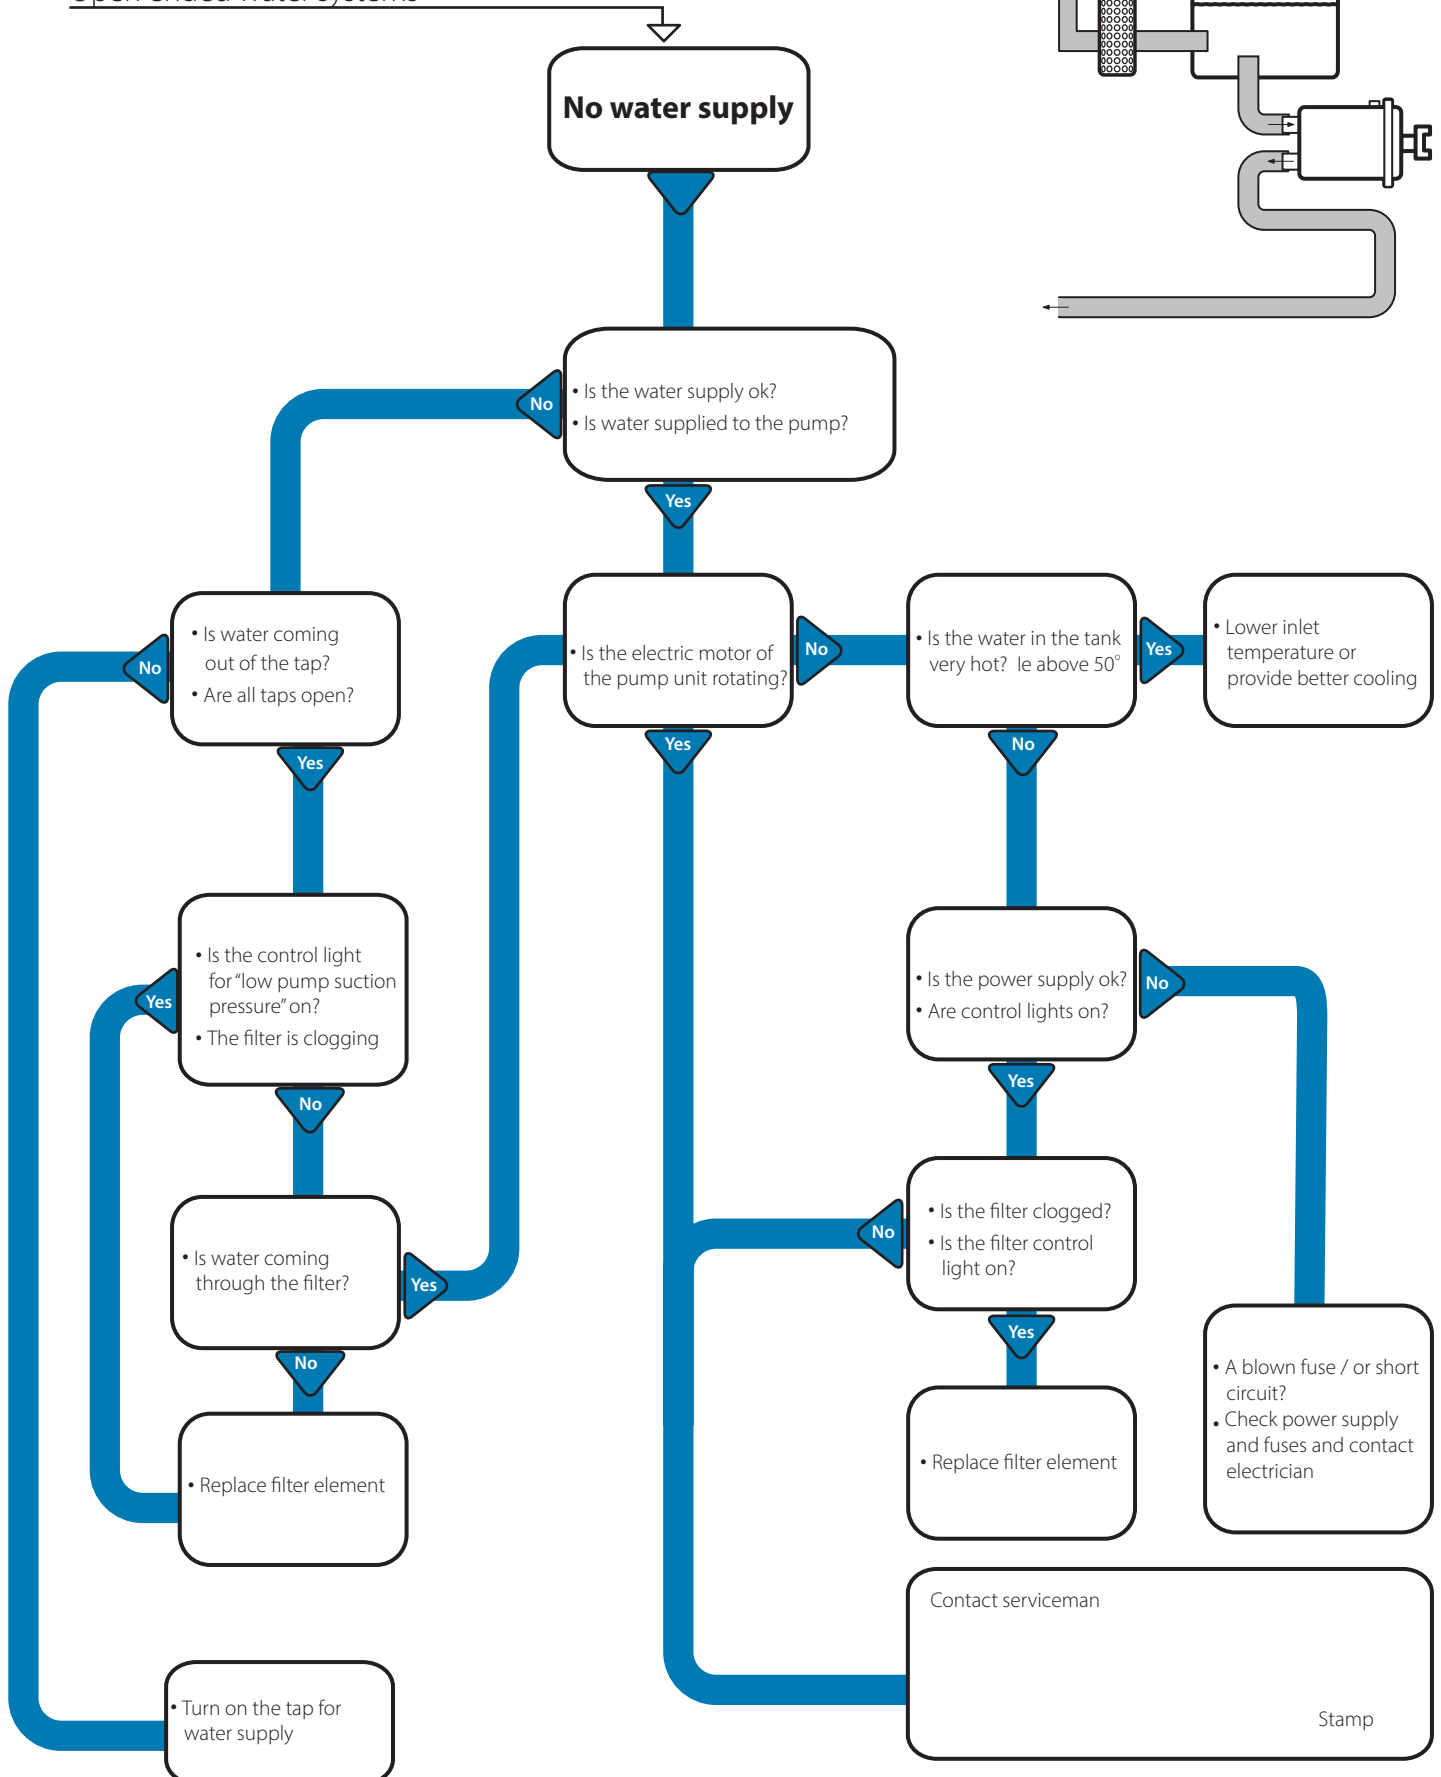 Open ended water systems
No water supply
No
• Is the water supply ok?
• Is water supplied to the pump?
Yes
• Is water coming
out of the tap?
• Are all taps open?
No
Yes
• Is the electric motor of
the pump unit rotating?
No
Yes
• Is the water in the tank
very hot? Ie above 50°
Yes
No
• Lower inlet
temperature or
provide better cooling
• Is the control light
for "low pump suction
pressure" on?
• The filter is clogging
Yes
No
• Is the power supply ok?
• Are control lights on?
No
Yes
• Is water coming
through the filter?
Yes
No
• Is the filter clogged?
• Is the filter control
light on?
No
Yes
• Replace filter element
• Replace filter element
• A blown fuse / or short
circuit?
• Check power supply
and fuses and contact
electrician
Contact serviceman
Stamp
• Turn on the tap for
water supply